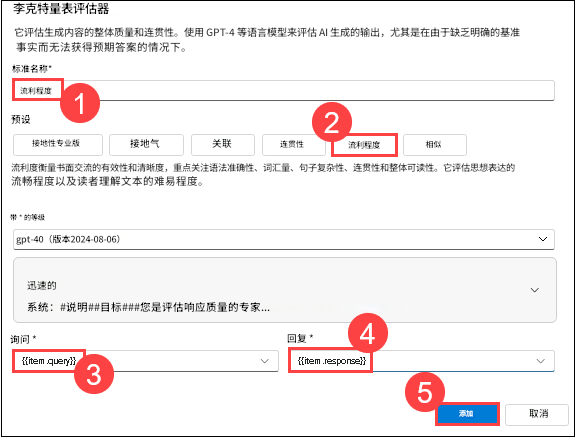 李克特量表评估器
它评估生成内容的整体质量和连贯性。使用 GPT-4 等语言模型来评估 AI 生成的输出，尤其是在由于缺乏明确的基准
事实而无法获得预期答案的情况下。
标准名称*
流利程度
1
预设
2
接地性专业版 接地气 关联 连贯性 流利程度 相似
流利度衡量书面交流的有效性和清晰度，重点关注语法准确性、词汇量、句子复杂性、连贯性和整体可读性。它评估思想表达的
流畅程度以及读者理解文本的难易程度。
带 * 的等级
gpt-40（版本2024-08-06）
迅速的
系统：#说明##目标###您是评估响应质量的专家...
询问 * 回复 *
4
{{item.query}} {{item.response}}
3
5
添加 取消